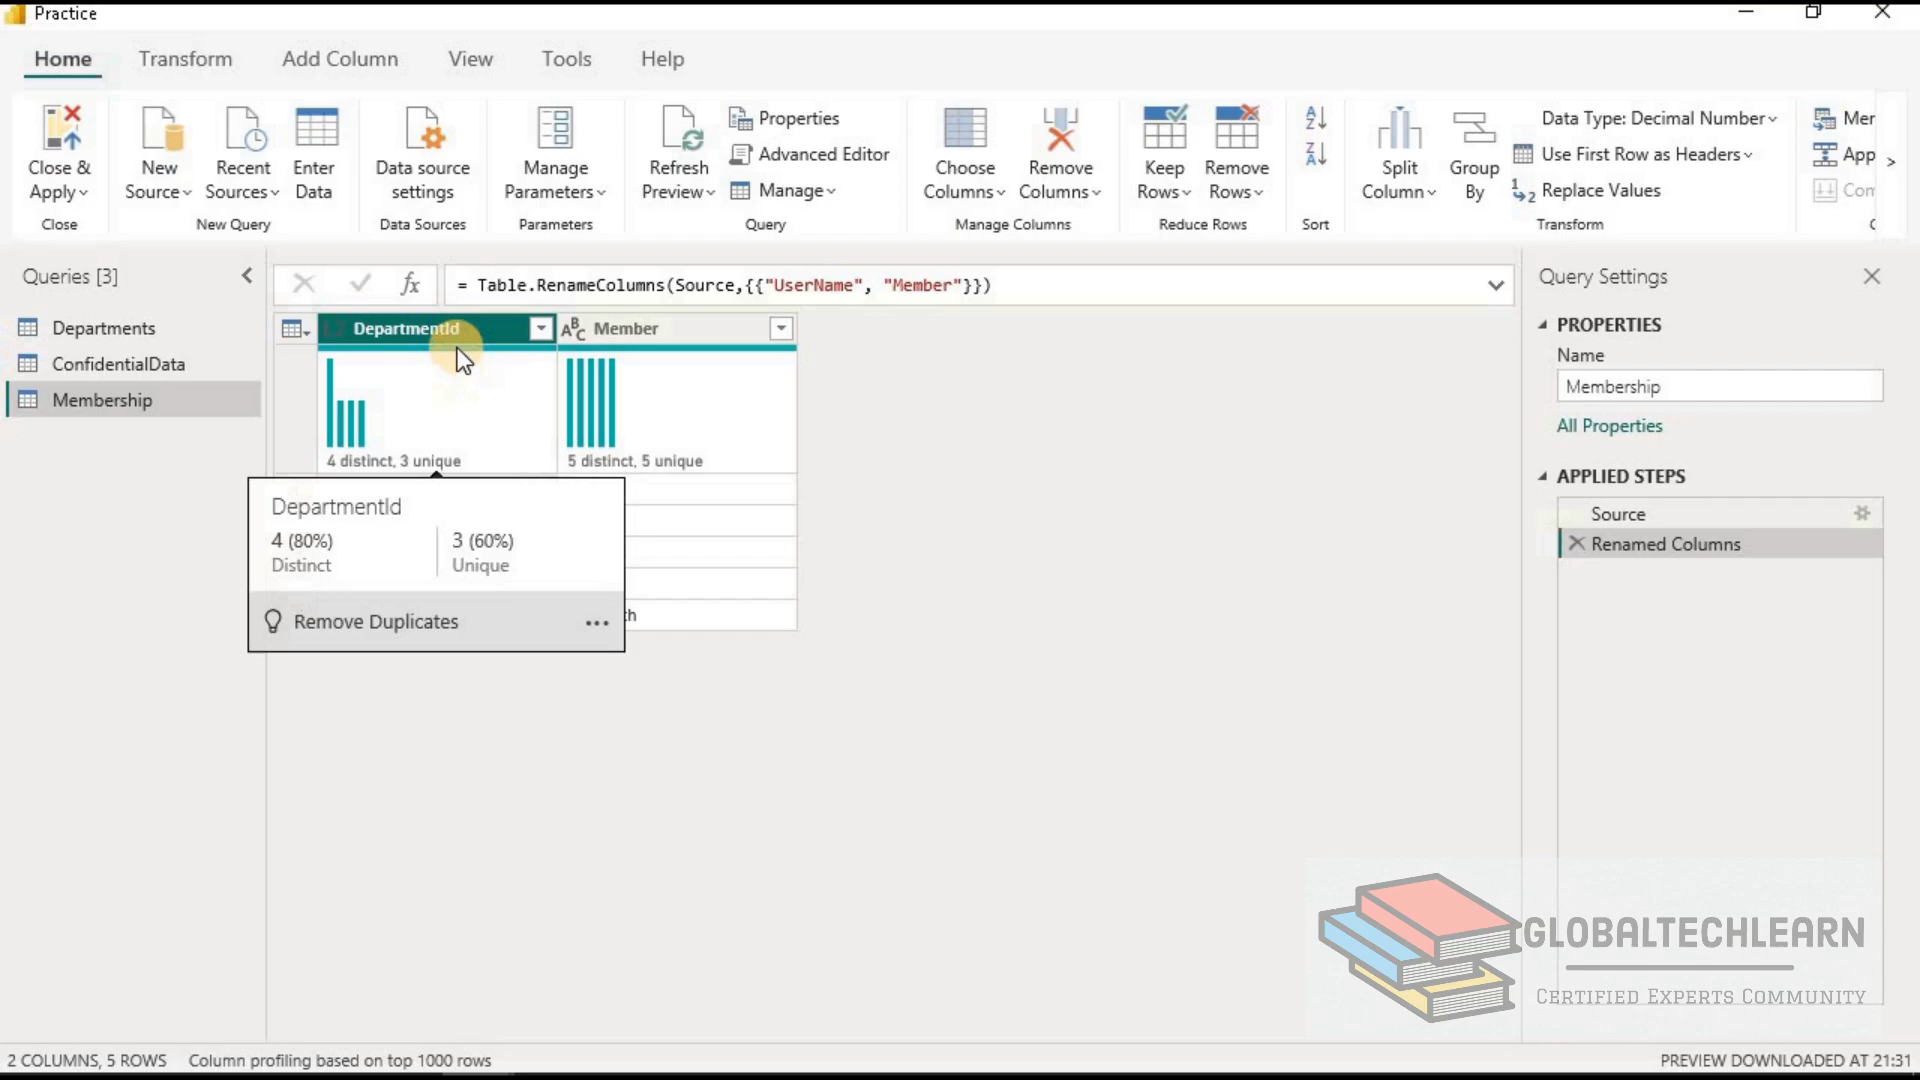 Practice
Home
Transform
Add Column
View
Tools
Help
Close &
Apply
Close
New
Source
Recent
Sources
Enter
Data
New Query
Data source
settings
Data Sources
Manage
Parameters
Parameters
Refresh
Preview
Properties
Advanced Editor
Manage
Query
Choose
Columns
Remove
Columns
Manage Columns
Keep
Rows
Remove
Rows
Reduce Rows
Sort
Split
Column
Group
By
Data Type: Decimal Number
Use First Row as Headers
Replace Values
Transform
Mer
App
Con
Queries [3]
Departments
ConfidentialData
Membership
fx
= Table.RenameColumns(Source,{{"UserName", "Member"}})
DepartmentId
ABC Member
4 distinct, 3 unique
5 distinct, 5 unique
DepartmentId
4 (80%)
Distinct
3 (60%)
Unique
Remove Duplicates
th
Query Settings
PROPERTIES
Name
Membership
All Properties
APPLIED STEPS
Source
Renamed Columns
GLOBALTECHLEARN
CERTIFIED EXPERTS COMMUNITY
2 COLUMNS, 5 ROWS
Column profiling based on top 1000 rows
PREVIEW DOWNLOADED AT 21:31